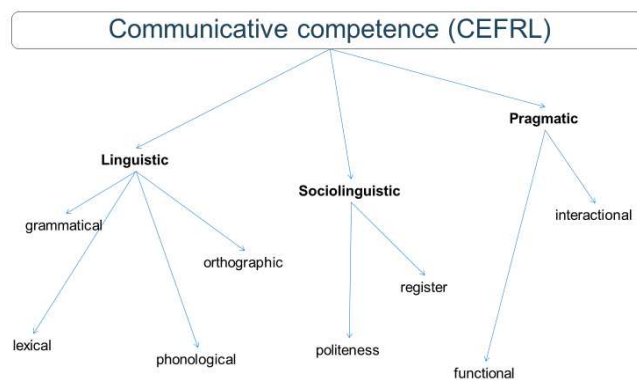 Communicative competence (CEFRL)
Pragmatic
Linguistic
Sociolinguistic
interactional
grammatical
orthographic
register
lexical
phonological
politeness
functional